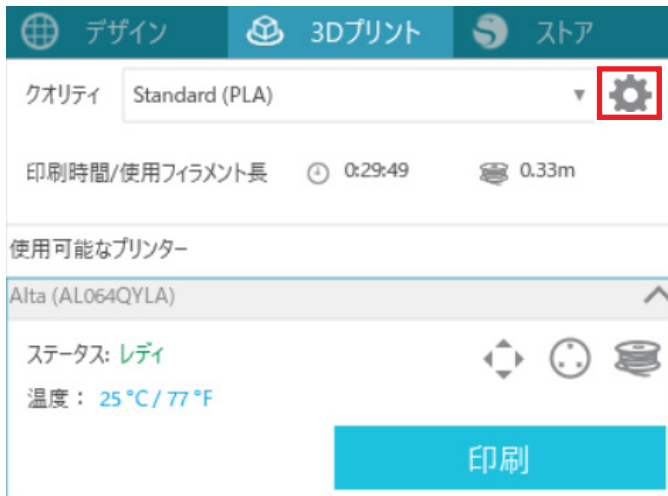 デザイン 3Dプリント ストア
クオリティ Standard (PLA)
印刷時間/使用フィラメント長 0:29:49 0.33m
使用可能なプリンター
Alta (AL064QYLA)
ステータス: レディ
温度： 25 °C / 77 °F
印刷